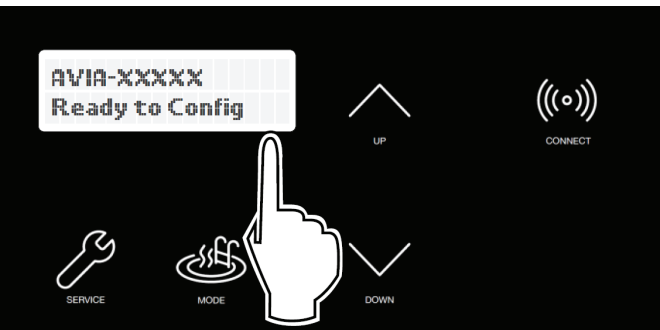 AVIA-XXXXX
Ready to Config
UP
CONNECT
SERVICE
MODE
DOWN